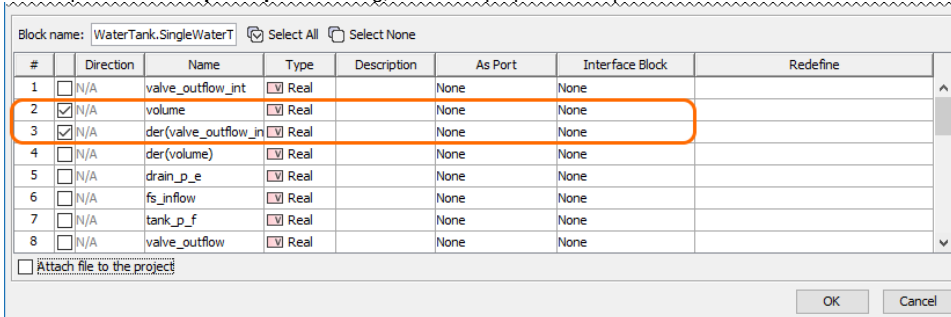 Block name: WaterTank.SingleWaterT Select All Select None
# Direction Name Type Description As Port Interface Block Redefine
1 N/A valve_outflow_int V Real None None
2 N/A volume V Real None None
3 N/A der(valve_outflow_in V Real None None
4 N/A der(volume) V Real None None
5 N/A drain_p_e V Real None None
6 N/A fs_inflow V Real None None
7 N/A tank_p_f V Real None None
8 N/A valve_outflow V Real None None
Attach file to the project
OK Cancel